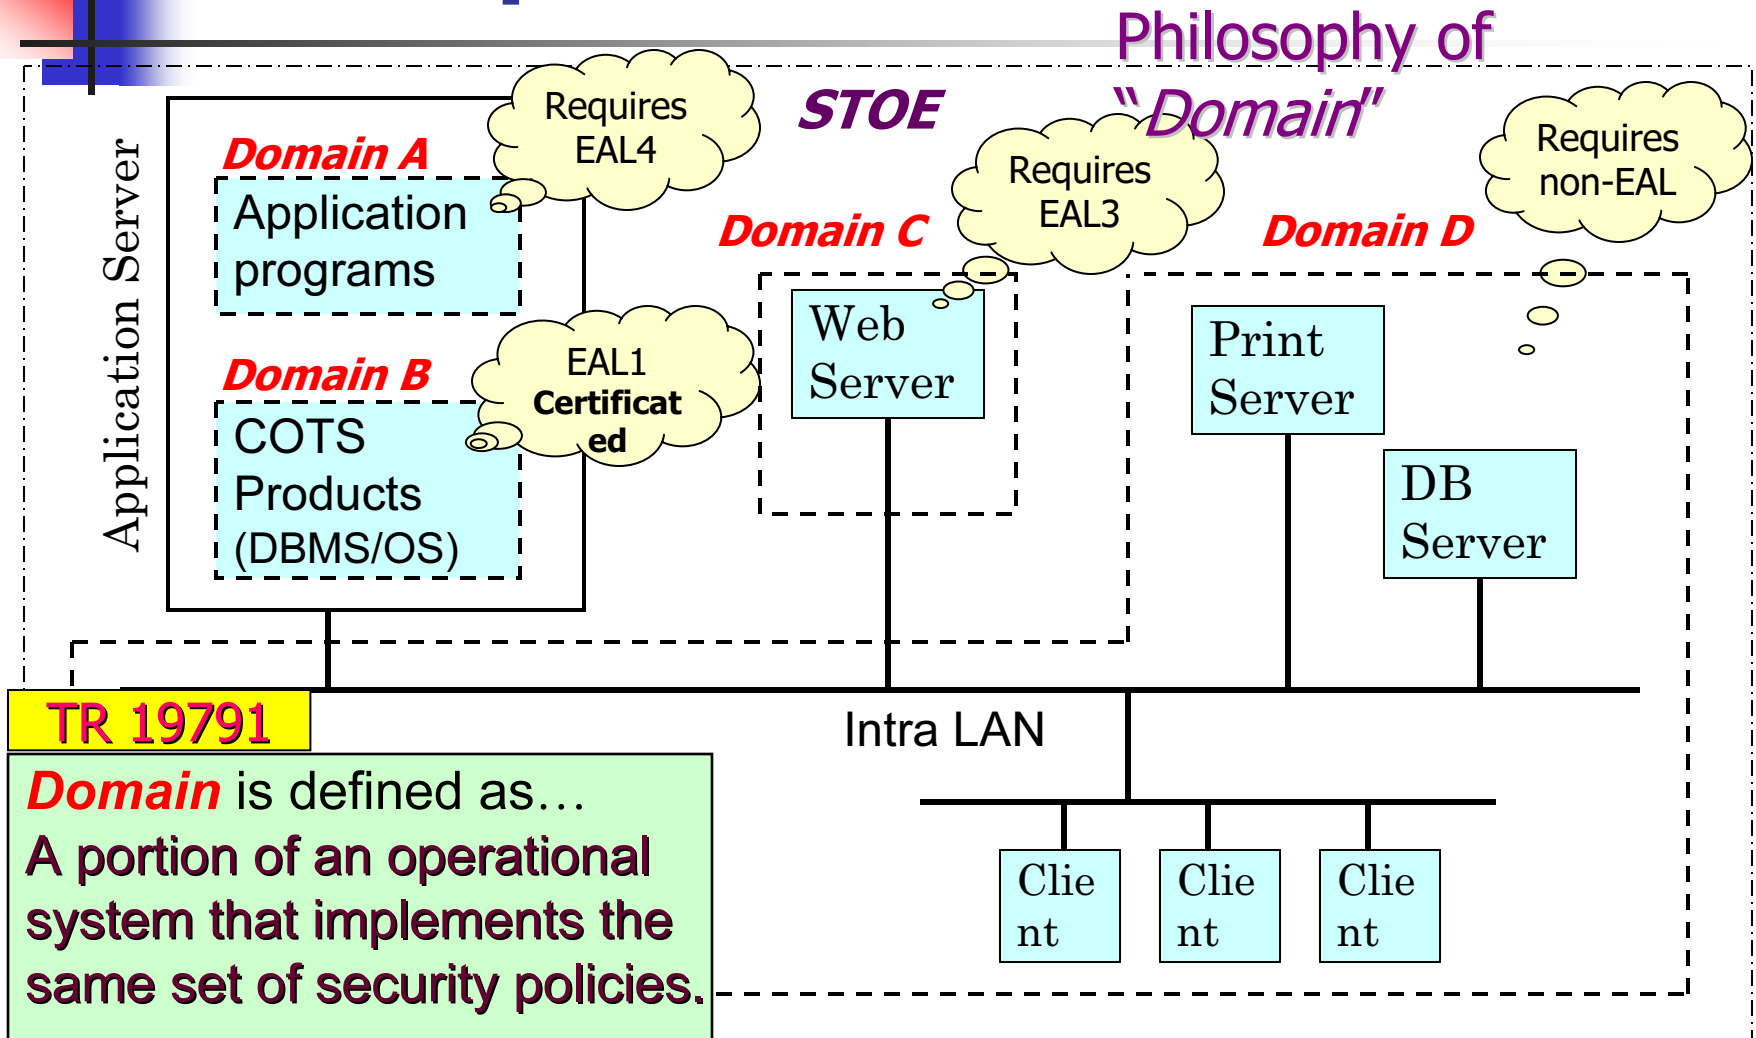 Philosophy of
“Domain”
STOE
Application Server
Domain A
Requires
EAL4
Application
programs
Domain B
EAL1
Certificat
ed
COTS
Products
(DBMS/OS)
Domain C
Requires
EAL3
Web
Server
Domain D
Requires
non-EAL
Print
Server
DB
Server
Intra LAN
Clie
nt
Clie
nt
Clie
nt
TR 19791
Domain is defined as…
A portion of an operational
system that implements the
same set of security policies.